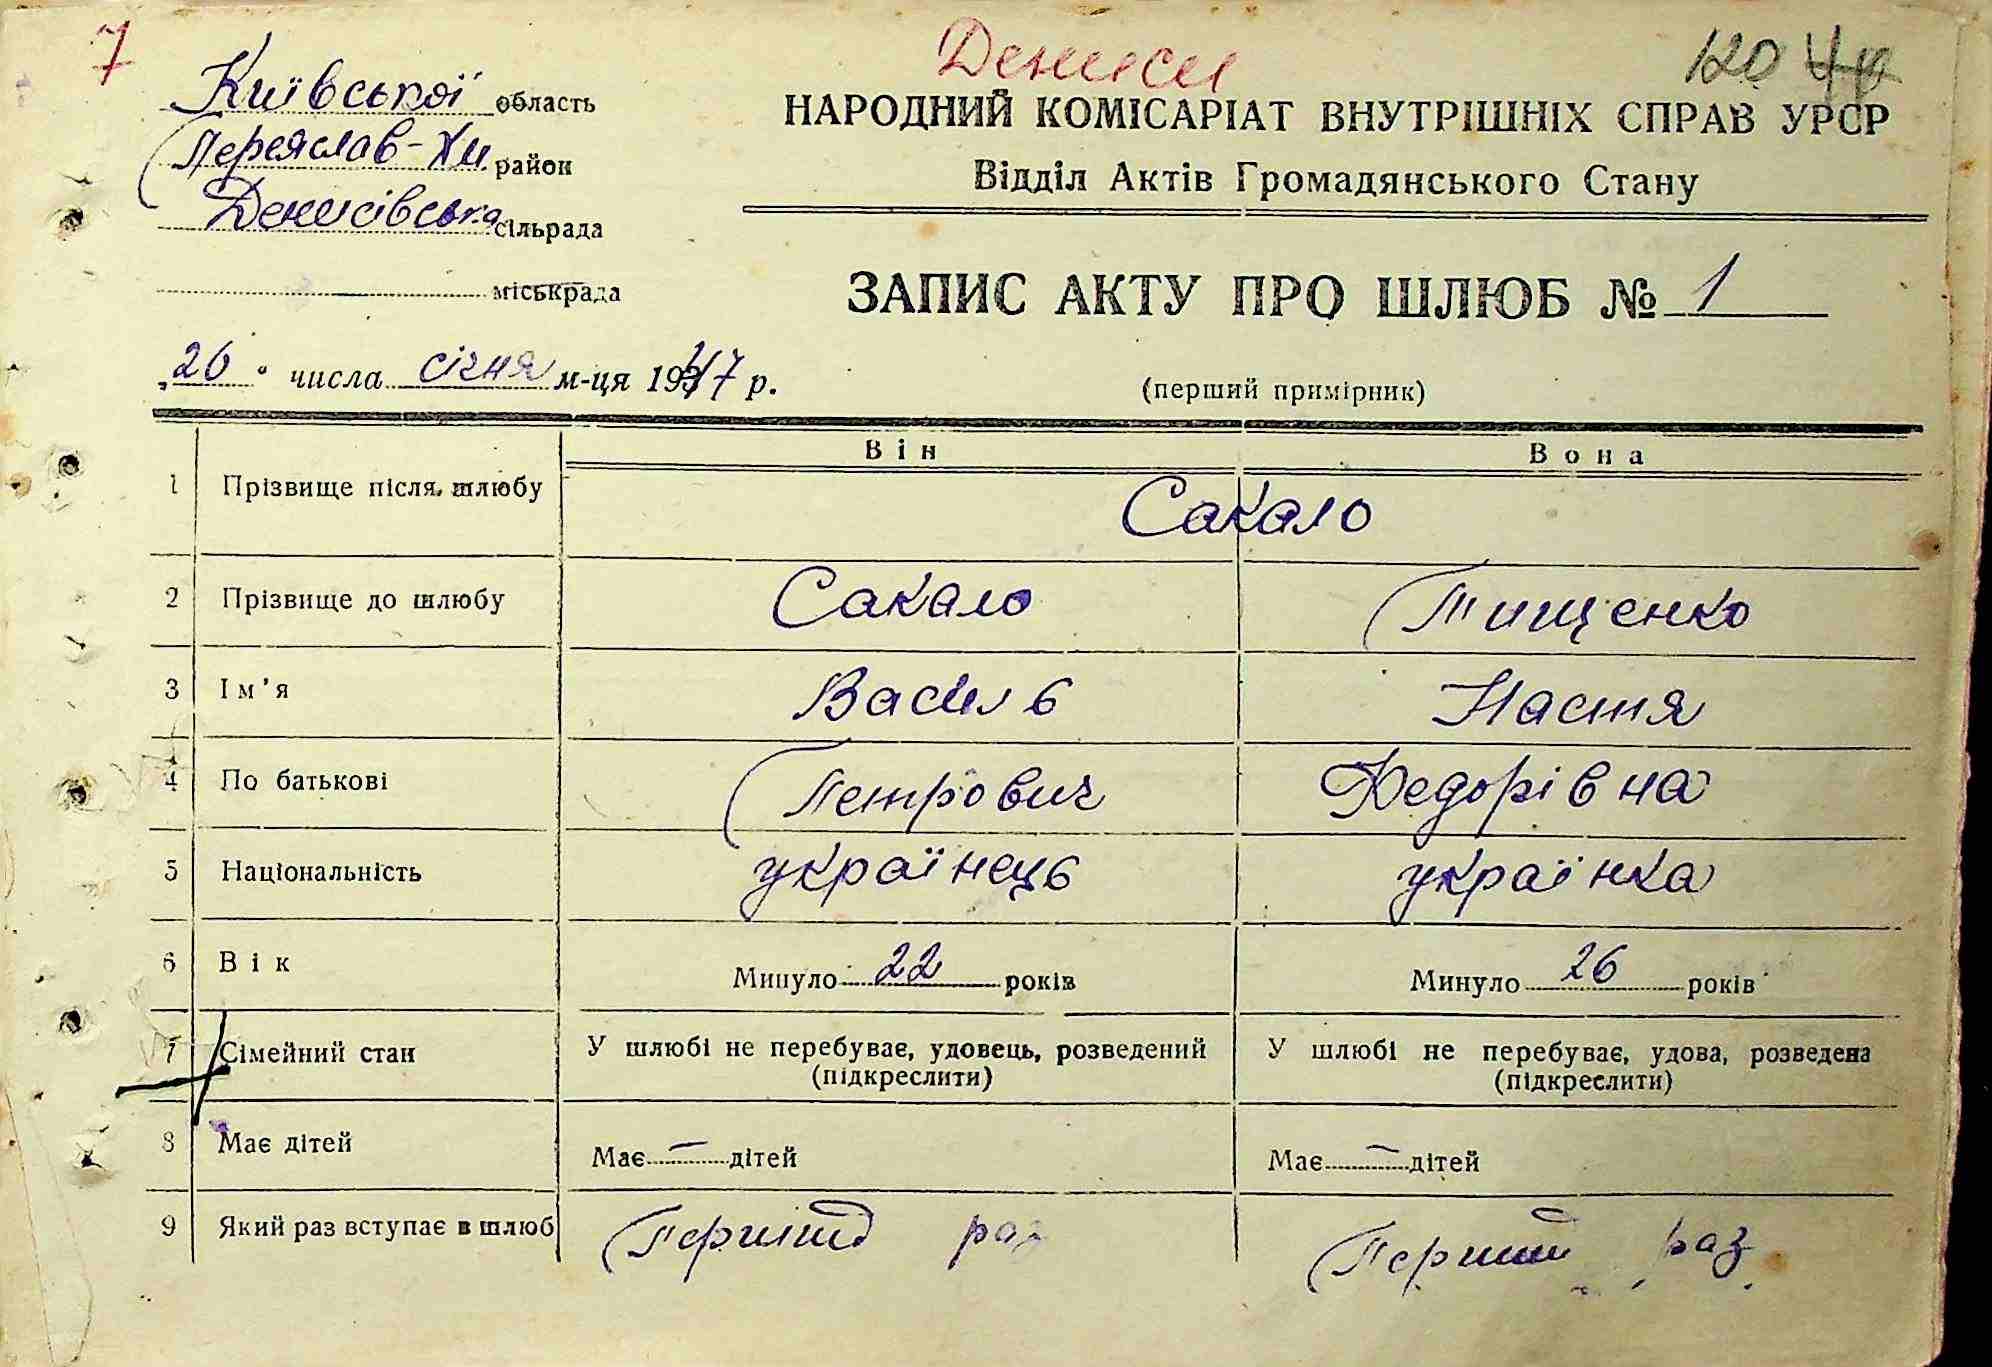 7
Дениси
120
Київської область
Переяслав-Хм. район
Денисівська сільрада
міськрада
НАРОДНИЙ КОМІСАРІАТ ВНУТРІШНІХ СПРАВ УРСР
Відділ Актів Громадянського Стану
ЗАПИС АКТУ ПРО ШЛЮБ № 1
„26" числа січня м-ця 1947 р.
(перший примірник)
Він Вона
1 Прізвище після шлюбу Сакало
2 Прізвище до шлюбу Сакало Тищенко
3 Ім'я Василь Настя
4 По батькові Петрович Федорівна
5 Національність українець українка
6 Вік Минуло 22 років Минуло 26 років
7 Сімейний стан У шлюбі не перебуває, удовець, розведений У шлюбі не перебуває, удова, розведена
(підкреслити) (підкреслити)
8 Має дітей Має — дітей Має — дітей
9 Який раз вступає в шлюб Перший раз Перший раз